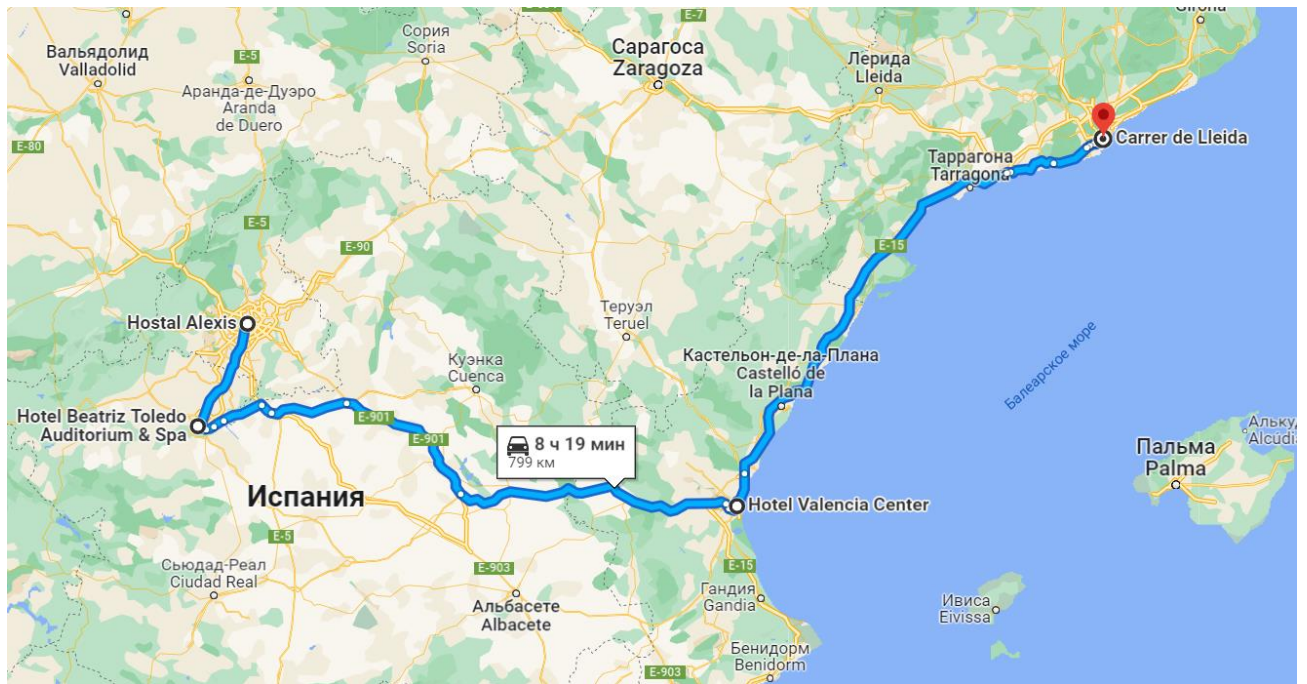 E-7
Girona
Сория
Soria
Вальядолид
Valladolid
E-5
Сарагоса
Zaragoza
Лерида
Lleida
Аранда-де-Дуэро
Aranda
de Duero
E-80
Carrer de Lleida
Таррагона
Tarragona
E-5
E-90
E-15
Hostal Alexis
Теруэл
Teruel
Балеарское море
Куэнка
Cuenca
Кастельон-де-ла-Плана
Castelló de
la Plana
Hotel Beatriz Toledo
Auditorium & Spa
E-901
E-901
8 ч 19 мин
799 км
Пальма
Palma
Испания
Hotel Valencia Center
E-5
Сьюдад-Реал
Ciudad Real
E-903
E-15
Гандия
Gandia
Альбасете
Albacete
Ивиса
Eivissa
Бенидорм
Benidorm
E-903